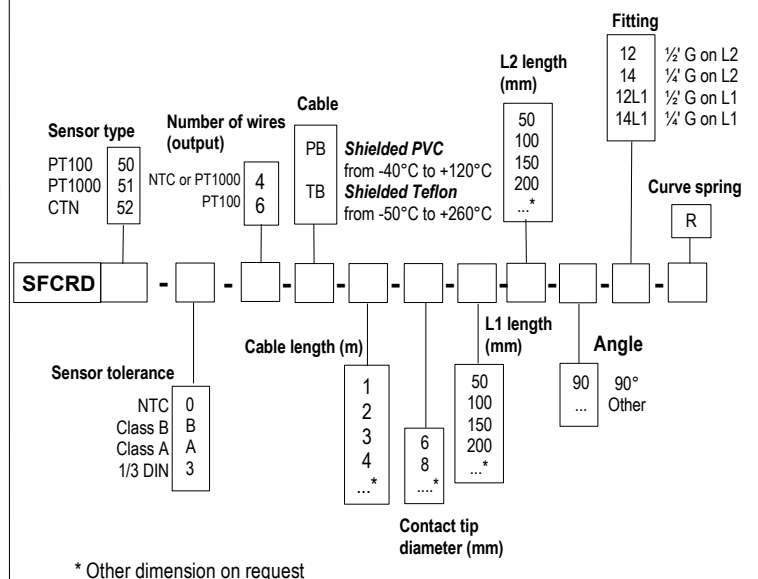 Fitting
12 ½' G on L2
14 ¼' G on L2
12L1 ½' G on L1
14L1 ¼' G on L1
L2 length
(mm)
50
100
150
200
...*
Cable
PB Shielded PVC
from -40°C to +120°C
TB Shielded Teflon
from -50°C to +260°C
Number of wires
(output)
NTC or PT1000 4
PT100 6
Sensor type
PT100 50
PT1000 51
CTN 52
Curve spring
R
SFCRD - - - - - - - - - -
Sensor tolerance
NTC 0
Class B B
Class A A
1/3 DIN 3
Cable length (m)
1
2
3
4
...*
6
8
....*
Contact tip
diameter (mm)
L1 length
(mm)
50
100
150
200
...*
Angle
90 90°
... Other
* Other dimension on request